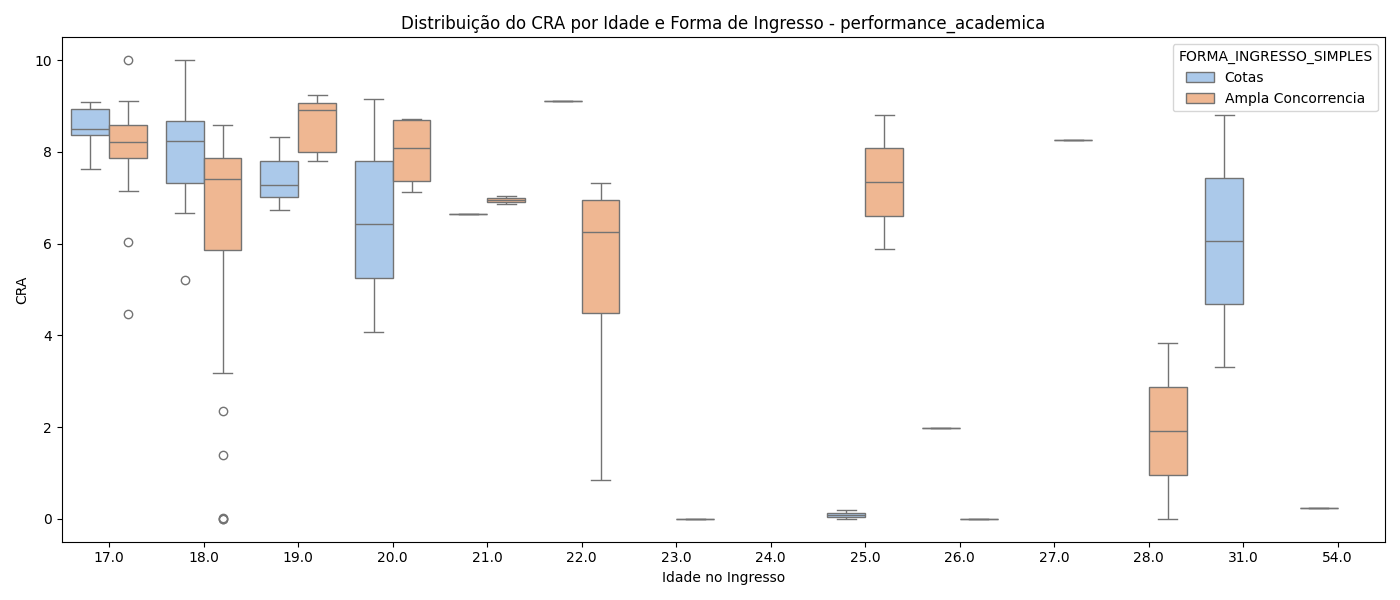 Distribuição do CRA por Idade e Forma de Ingresso - performance_academica
FORMA_INGRESSO_SIMPLES
Cotas
Ampla Concorrencia
CRA
10
8
6
4
2
0
17.0 18.0 19.0 20.0 21.0 22.0 23.0 24.0 25.0 26.0 27.0 28.0 31.0 54.0
Idade no Ingresso